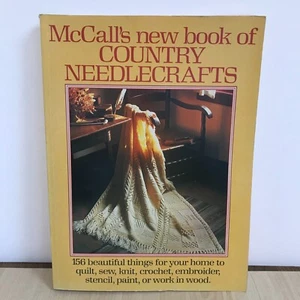 McCall's new book of
COUNTRY
NEEDLECRAFTS
156 beautiful things for your home to
quilt, sew, knit, crochet, embroider,
stencil, paint, or work in wood.